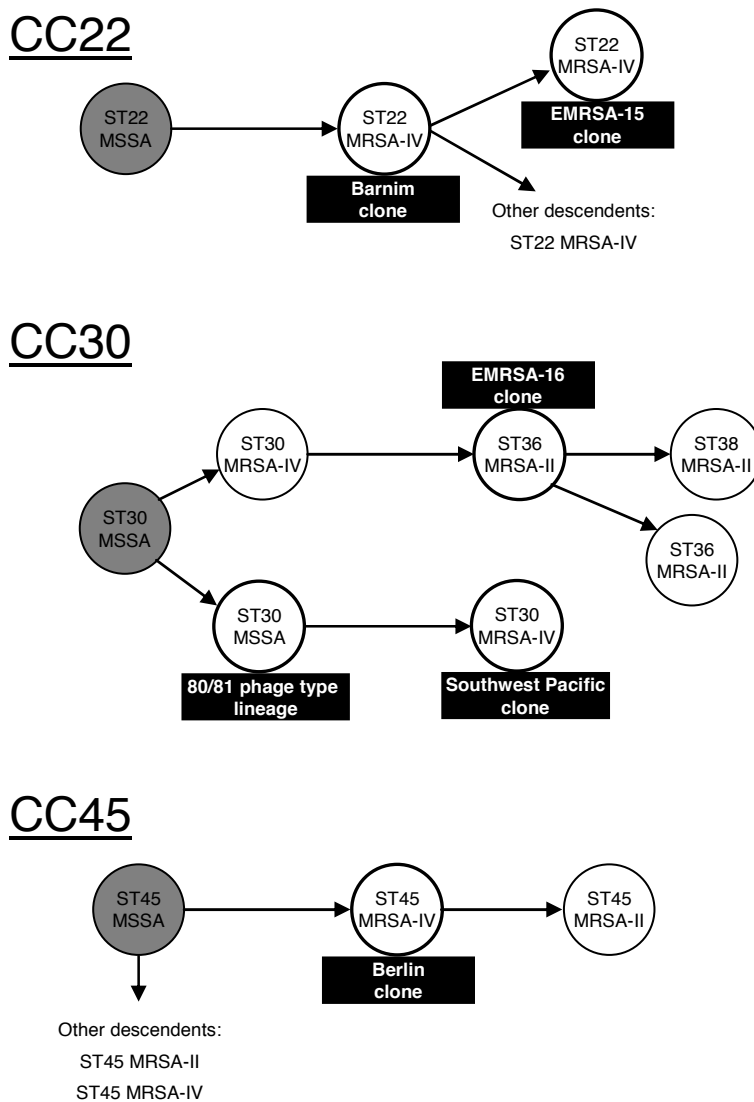 CC22
ST22
MRSA-IV
EMRSA-15
clone
ST22
MSSA
ST22
MRSA-IV
Barnim
clone
Other descendents:
ST22 MRSA-IV
CC30
EMRSA-16
clone
ST30
MRSA-IV
ST36
MRSA-II
ST38
MRSA-II
ST30
MSSA
ST36
MRSA-II
ST30
MSSA
80/81 phage type
lineage
ST30
MRSA-IV
Southwest Pacific
clone
CC45
ST45
MSSA
ST45
MRSA-IV
Berlin
clone
ST45
MRSA-II
Other descendents:
ST45 MRSA-II
ST45 MRSA-IV